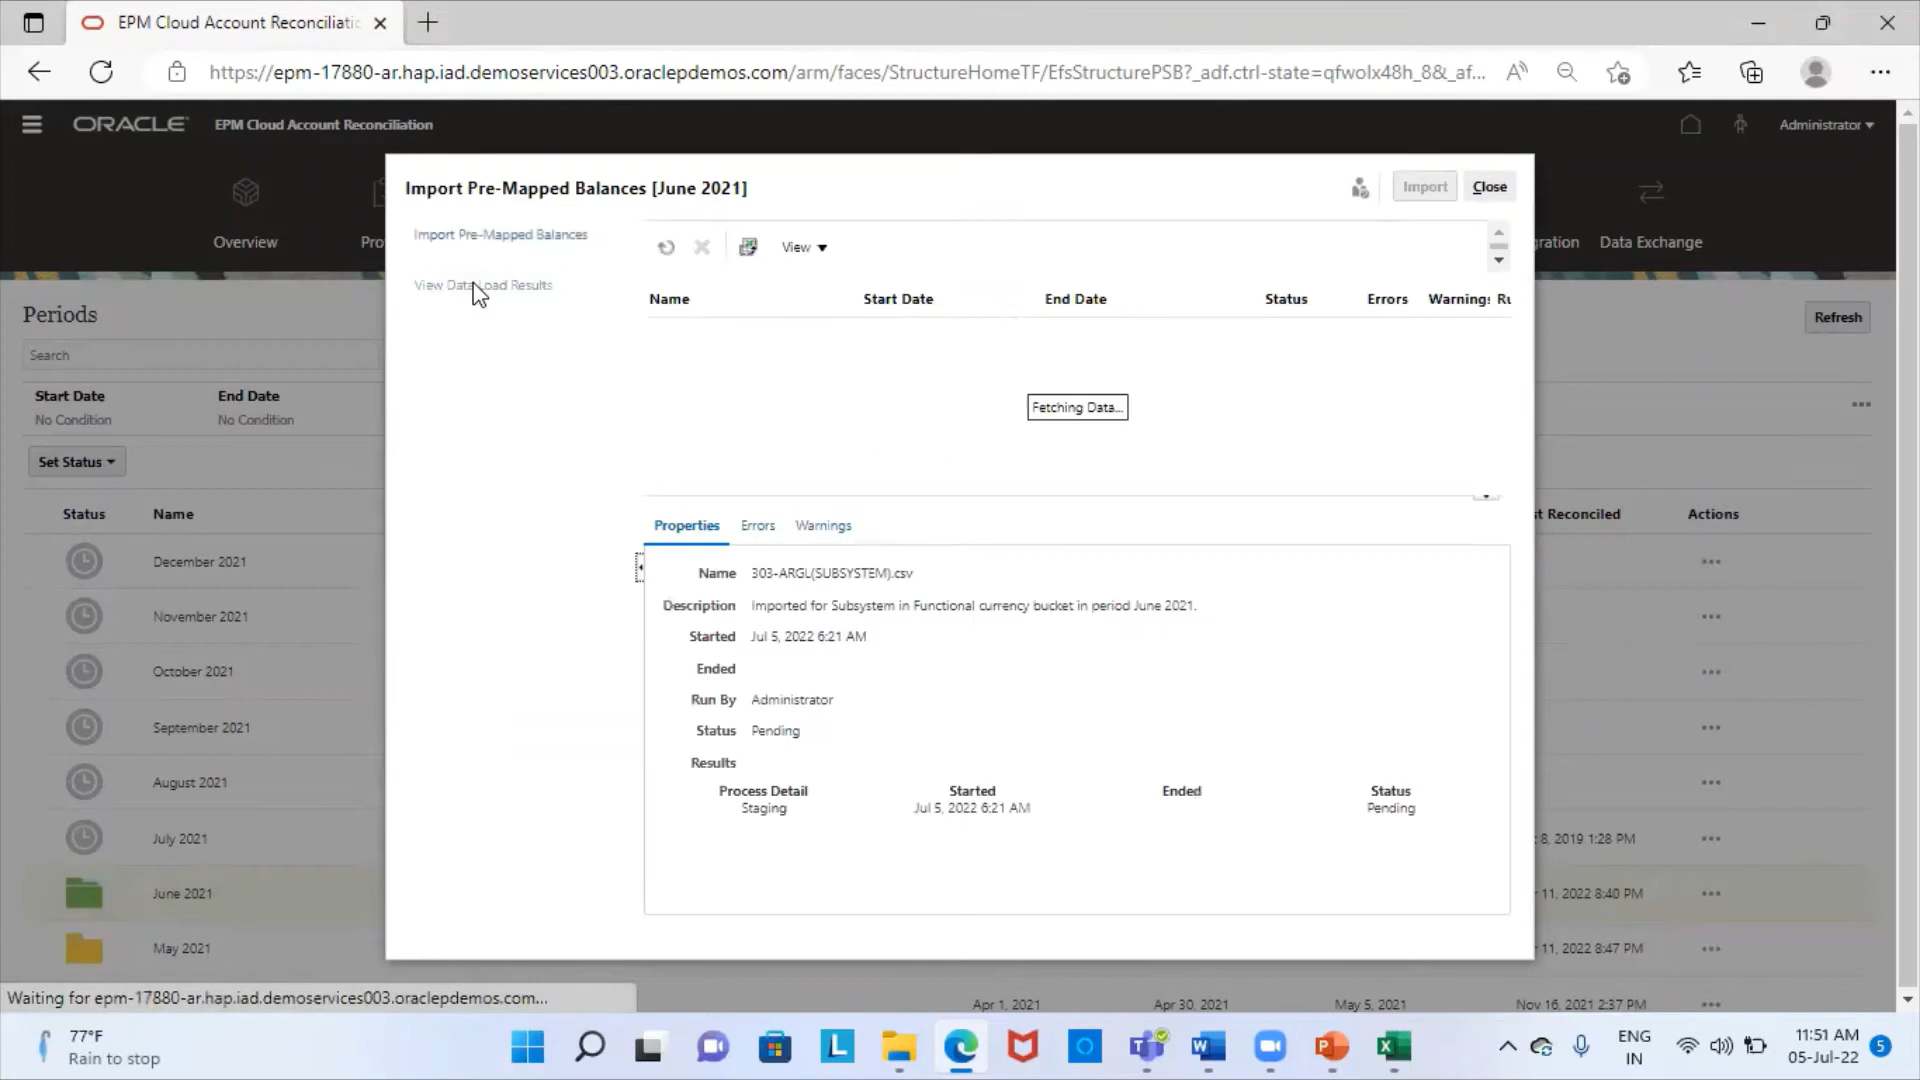 EPM Cloud Account Reconciliatio
https://epm-17880-ar.hap.iad.demoservices003.oraclepdemos.com/arm/faces/StructureHomeTF/EfsStructurePSB?_adf.ctrl-state=qfwolx48h_8&_af...
ORACLE EPM Cloud Account Reconciliation
Administrator
Import Pre-Mapped Balances [June 2021]
Import
Close
Overview
Pro
gration
Data Exchange
Import Pre-Mapped Balances
View
View Data Load Results
Name Start Date End Date Status Errors Warnings Ru
Periods
Refresh
Search
Start Date
No Condition
End Date
No Condition
Fetching Data...
Set Status
Status Name
t Reconciled Actions
Properties Errors Warnings
December 2021
November 2021
October 2021
September 2021
August 2021
July 2021
8, 2019 1:28 PM
June 2021
11, 2022 8:40 PM
May 2021
11, 2022 8:47 PM
Name 303-ARGL(SUBSYSTEM).csv
Description Imported for Subsystem in Functional currency bucket in period June 2021.
Started Jul 5, 2022 6:21 AM
Ended
Run By Administrator
Status Pending
Results
Process Detail Started Ended Status
Staging Jul 5, 2022 6:21 AM Pending
Waiting for epm-17880-ar.hap.iad.demoservices003.oraclepdemos.com...
Apr 1, 2021 Apr 30, 2021 May 5, 2021 Nov 16, 2021 2:37 PM
77°F
Rain to stop
ENG
IN
11:51 AM
05-Jul-22
5